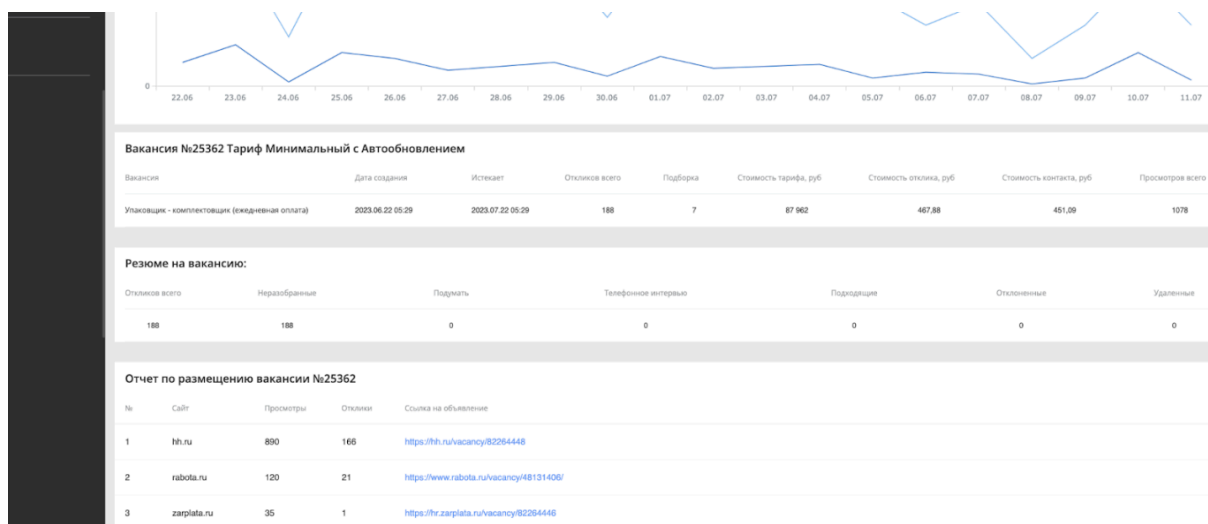 0
22.06 23.06 24.06 25.06 26.06 27.06 28.06 29.06 30.06 01.07 02.07 03.07 04.07 05.07 06.07 07.07 08.07 09.07 10.07 11.07
Вакансия №25362 Тариф Минимальный с Автообновлением
Вакансия Дата создания Истекает Откликов всего Подборка Стоимость тарифа, руб Стоимость отклика, руб Стоимость контакта, руб Просмотров всего
Упаковщик - комплектовщик (ежедневная оплата) 2023.06.22 05:29 2023.07.22 05:29 188 7 87 962 467,88 451,09 1078
Резюме на вакансию:
Откликов всего Неразобранные Подумать Телефонное интервью Подходящие Отклоненные Удаленные
188 188 0 0 0 0 0
Отчет по размещению вакансии №25362
№ Сайт Просмотры Отклики Ссылка на объявление
1 hh.ru 890 166 https://hh.ru/vacancy/82264448
2 rabota.ru 120 21 https://www.rabota.ru/vacancy/48131406/
3 zarplata.ru 35 1 https://hr.zarplata.ru/vacancy/82264446